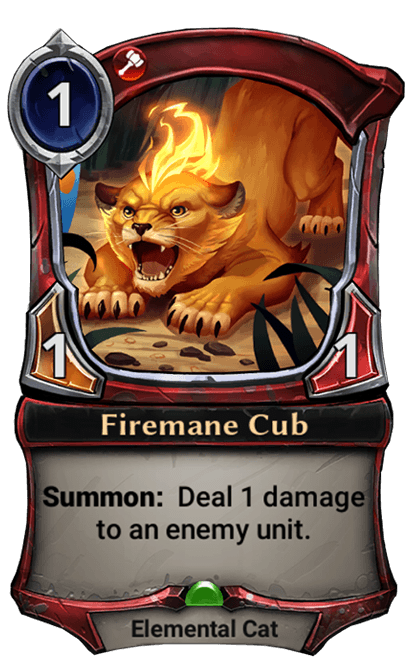 1
1
1
Firemane Cub
Summon: Deal 1 damage
to an enemy unit.
Elemental Cat